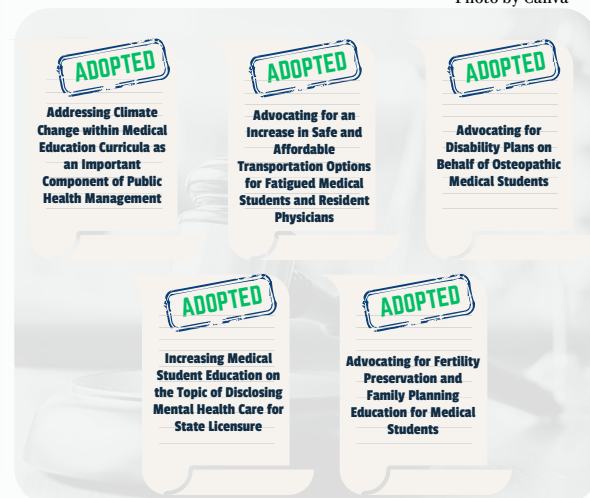 Photo by Canva
ADOPTED
Addressing Climate
Change within Medical
Education Curricula as
an Important
Component of Public
Health Management
ADOPTED
Advocating for an
Increase in Safe and
Affordable
Transportation Options
for Fatigued Medical
Students and Resident
Physicians
ADOPTED
Advocating for
Disability Plans on
Behalf of Osteopathic
Medical Students
ADOPTED
Increasing Medical
Student Education on
the Topic of Disclosing
Mental Health Care for
State Licensure
ADOPTED
Advocating for Fertility
Preservation and
Family Planning
Education for Medical
Students